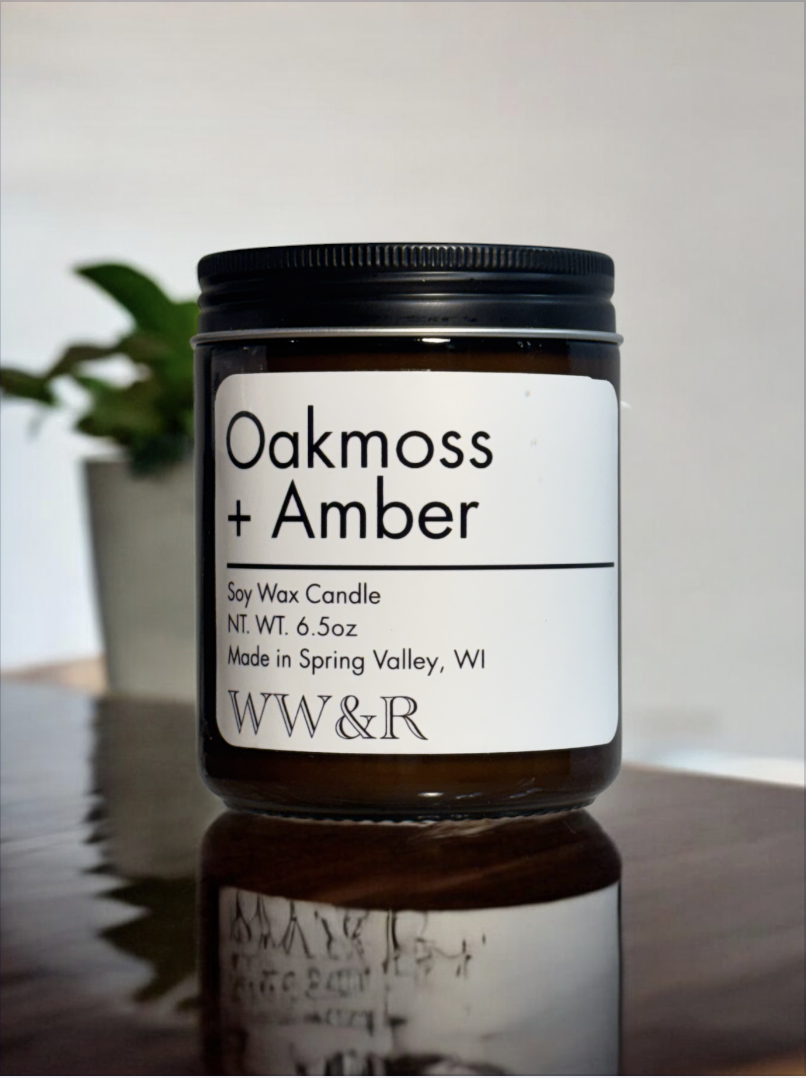 Oakmoss
+ Amber
Soy Wax Candle
NT. WT. 6.5oz
Made in Spring Valley, WI
WW&R